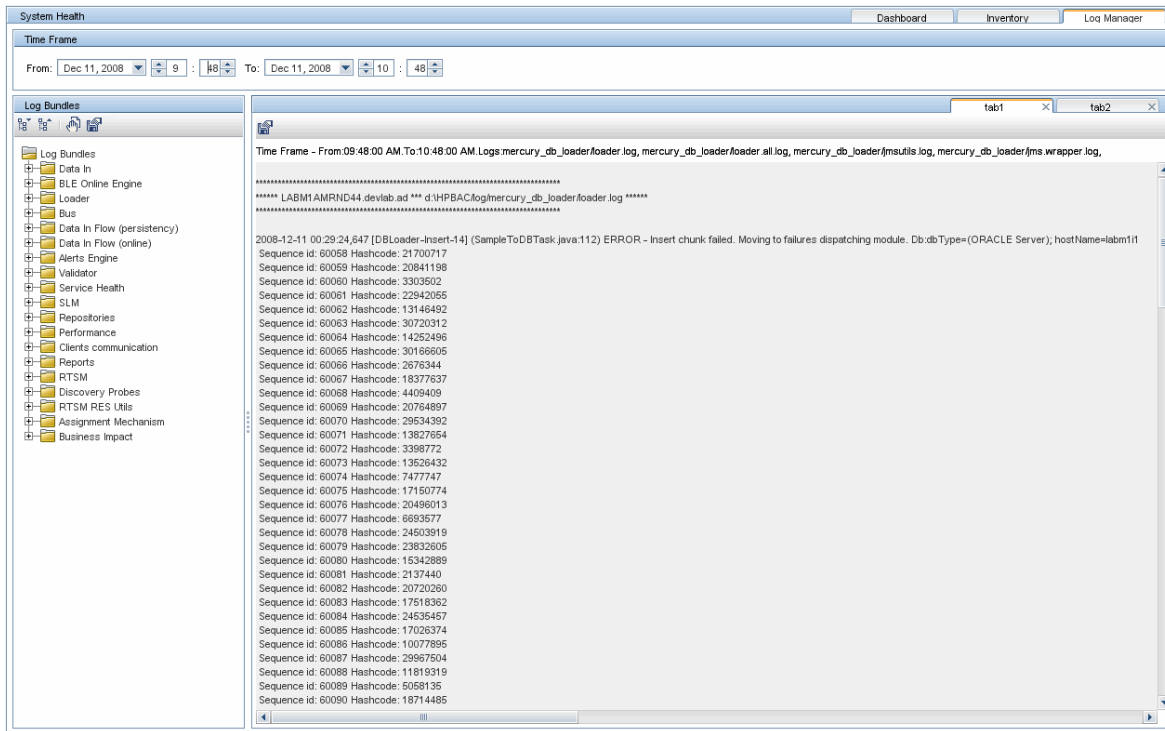 System Health
Dashboard
Inventory
Log Manager
Time Frame
From: Dec 11, 2008 9 : 48 To: Dec 11, 2008 10 : 48
Log Bundles
tab1
tab2
Time Frame - From:09:48:00 AM.To:10:48:00 AM.Logs:mercury_db_loader/loader.log, mercury_db_loader/loader.all.log, mercury_db_loader/jmsutils.log, mercury_db_loader/jms.wrapper.log,
Log Bundles
Data In
BLE Online Engine
Loader
Bus
Data In Flow (persistency)
Data In Flow (online)
Alerts Engine
Validator
Service Health
SLM
Repositories
Performance
Clients communication
Reports
RTSM
Discovery Probes
RTSM RES Utils
Assignment Mechanism
Business Impact
****** LABM1AMRND44.devlab.ad *** d:\HPBAC/log/mercury_db_loader/loader.log ******
2008-12-11 00:29:24,647 [DBLoader-Insert-14] (SampleToDBTask.java:112) ERROR - Insert chunk failed. Moving to failures dispatching module. Db:dbType=(ORACLE Server); hostName=labm1i1
Sequence id: 60058 Hashcode: 21700717
Sequence id: 60059 Hashcode: 20841198
Sequence id: 60060 Hashcode: 3303502
Sequence id: 60061 Hashcode: 22942055
Sequence id: 60062 Hashcode: 13146492
Sequence id: 60063 Hashcode: 30720312
Sequence id: 60064 Hashcode: 14252496
Sequence id: 60065 Hashcode: 30166605
Sequence id: 60066 Hashcode: 2676344
Sequence id: 60067 Hashcode: 18377637
Sequence id: 60068 Hashcode: 4409409
Sequence id: 60069 Hashcode: 20764897
Sequence id: 60070 Hashcode: 29534392
Sequence id: 60071 Hashcode: 13827654
Sequence id: 60072 Hashcode: 3398772
Sequence id: 60073 Hashcode: 13526432
Sequence id: 60074 Hashcode: 7477747
Sequence id: 60075 Hashcode: 17150774
Sequence id: 60076 Hashcode: 20496013
Sequence id: 60077 Hashcode: 6693577
Sequence id: 60078 Hashcode: 24503919
Sequence id: 60079 Hashcode: 23832605
Sequence id: 60080 Hashcode: 15342889
Sequence id: 60081 Hashcode: 2137440
Sequence id: 60082 Hashcode: 20720260
Sequence id: 60083 Hashcode: 17518362
Sequence id: 60084 Hashcode: 24535457
Sequence id: 60085 Hashcode: 17026374
Sequence id: 60086 Hashcode: 10077895
Sequence id: 60087 Hashcode: 29967504
Sequence id: 60088 Hashcode: 11819319
Sequence id: 60089 Hashcode: 5058135
Sequence id: 60090 Hashcode: 18714485